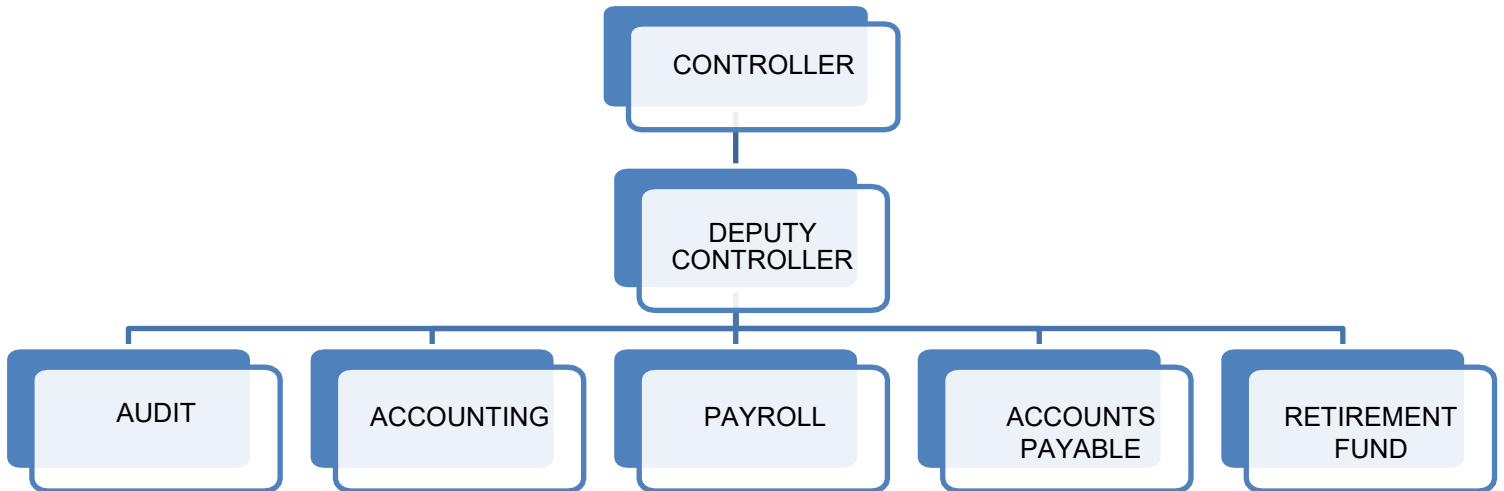 CONTROLLER
DEPUTY
CONTROLLER
AUDIT
ACCOUNTING
PAYROLL
ACCOUNTS
PAYABLE
RETIREMENT
FUND